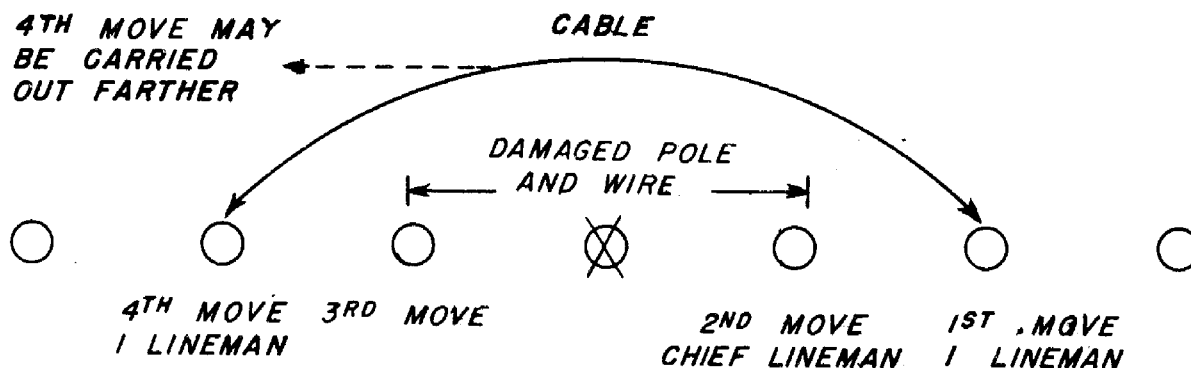 4TH MOVE MAY
BE CARRIED
OUT FARTHER
CABLE
DAMAGED POLE
AND WIRE
4TH MOVE
1 LINEMAN
3RD MOVE
2ND MOVE
CHIEF LINEMAN
1ST MOVE
1 LINEMAN